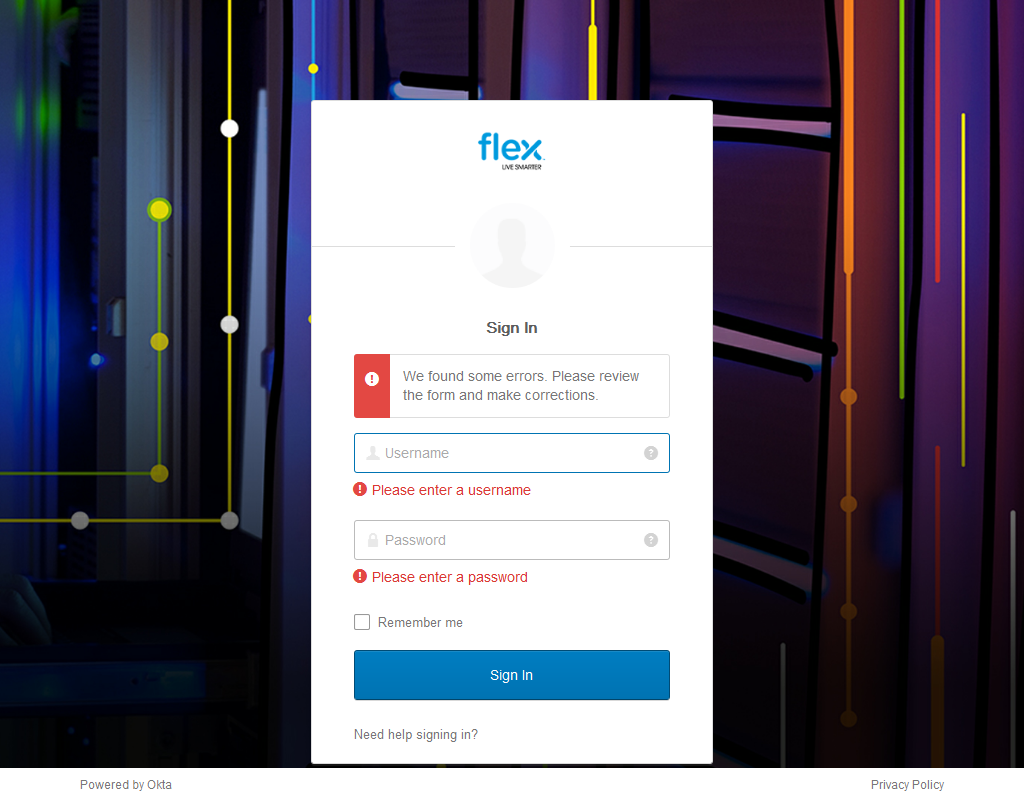 flex
LIVE SMARTER
Sign In
We found some errors. Please review
the form and make corrections.
Username
Please enter a username
Password
Please enter a password
Remember me
Sign In
Need help signing in?
Powered by Okta
Privacy Policy